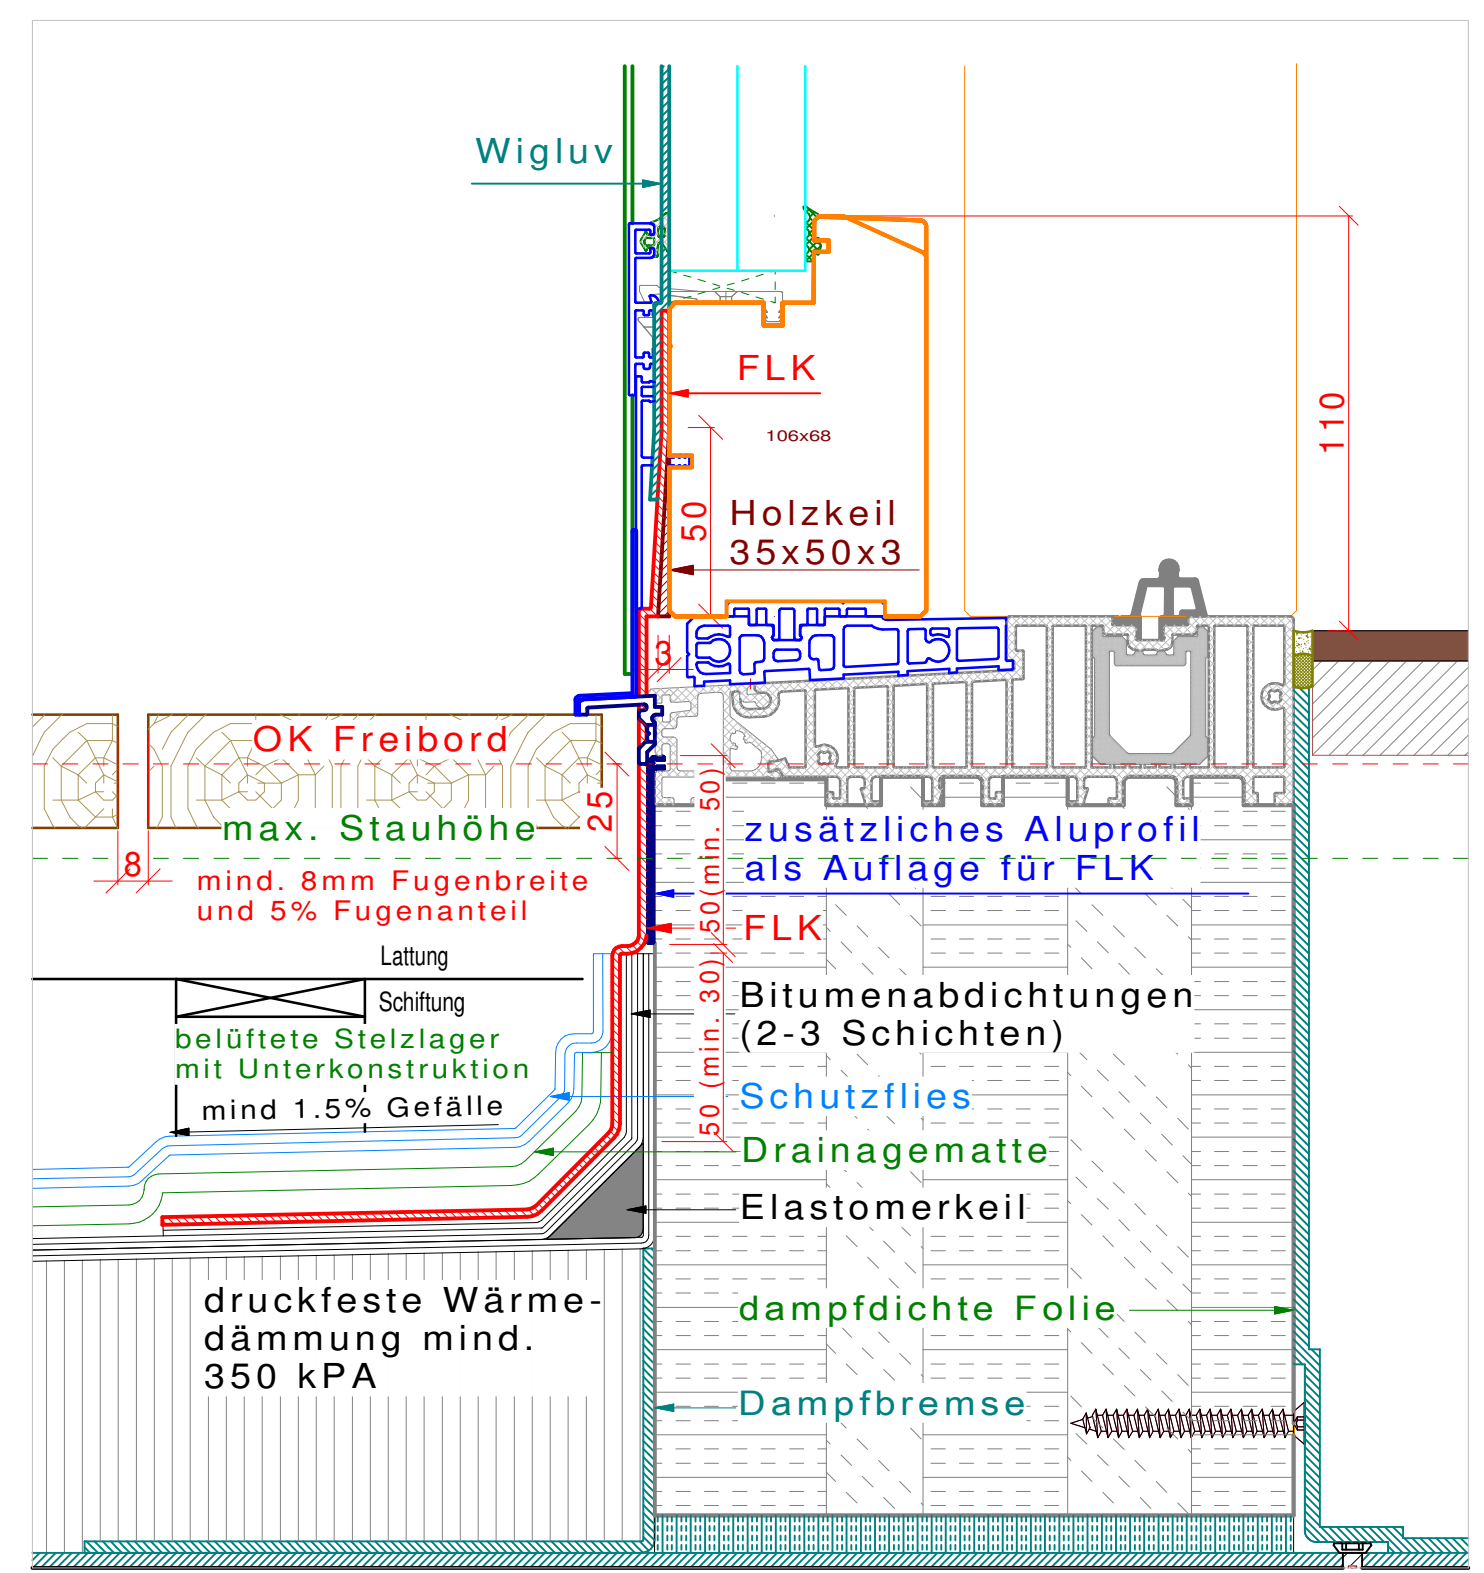 Wigluv
FLK
106x68
110
50
Holzkeil
35x50x3
3
OK Freibord
max. Stauhöhe
25
8
mind. 8mm Fugenbreite
und 5% Fugenanteil
50(min. 50)
zusätzliches Aluprofil
als Auflage für FLK
FLK
Lattung
Schiftung
belüftete Stelzlager
mit Unterkonstruktion
mind 1.5% Gefälle
50 (min. 30)
Bitumenabdichtungen
(2-3 Schichten)
Schutzflies
Drainagematte
Elastomerkeil
druckfeste Wärme-
dämmung mind.
350 kPA
dampfdichte Folie
Dampfbremse